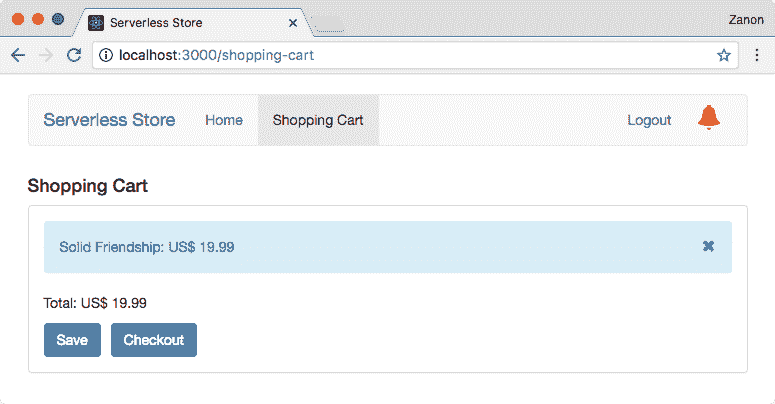 Serverless Store
Zanon
localhost:3000/shopping-cart
Serverless Store Home Shopping Cart Logout
Shopping Cart
Solid Friendship: US$ 19.99
Total: US$ 19.99
Save Checkout